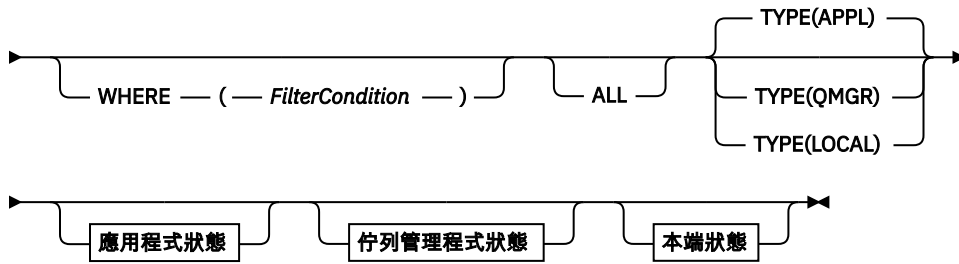 TYPE(APPL)
WHERE ( FilterCondition ) ALL TYPE(QMGR)
TYPE(LOCAL)
應用程式狀態 佇列管理程式狀態 本端狀態